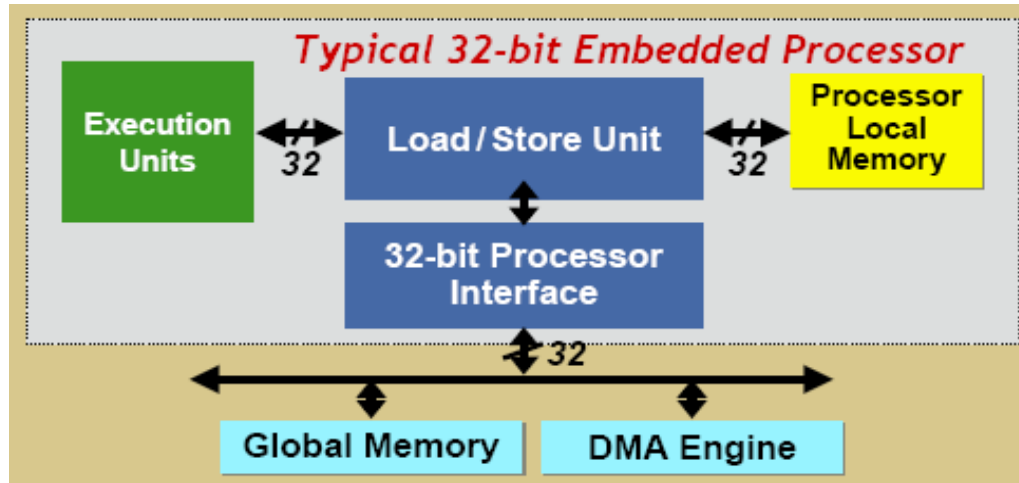 Typical 32-bit Embedded Processor
Execution
Units
32
Load/Store Unit
32
Processor
Local
Memory
32-bit Processor
Interface
32
Global Memory
DMA Engine